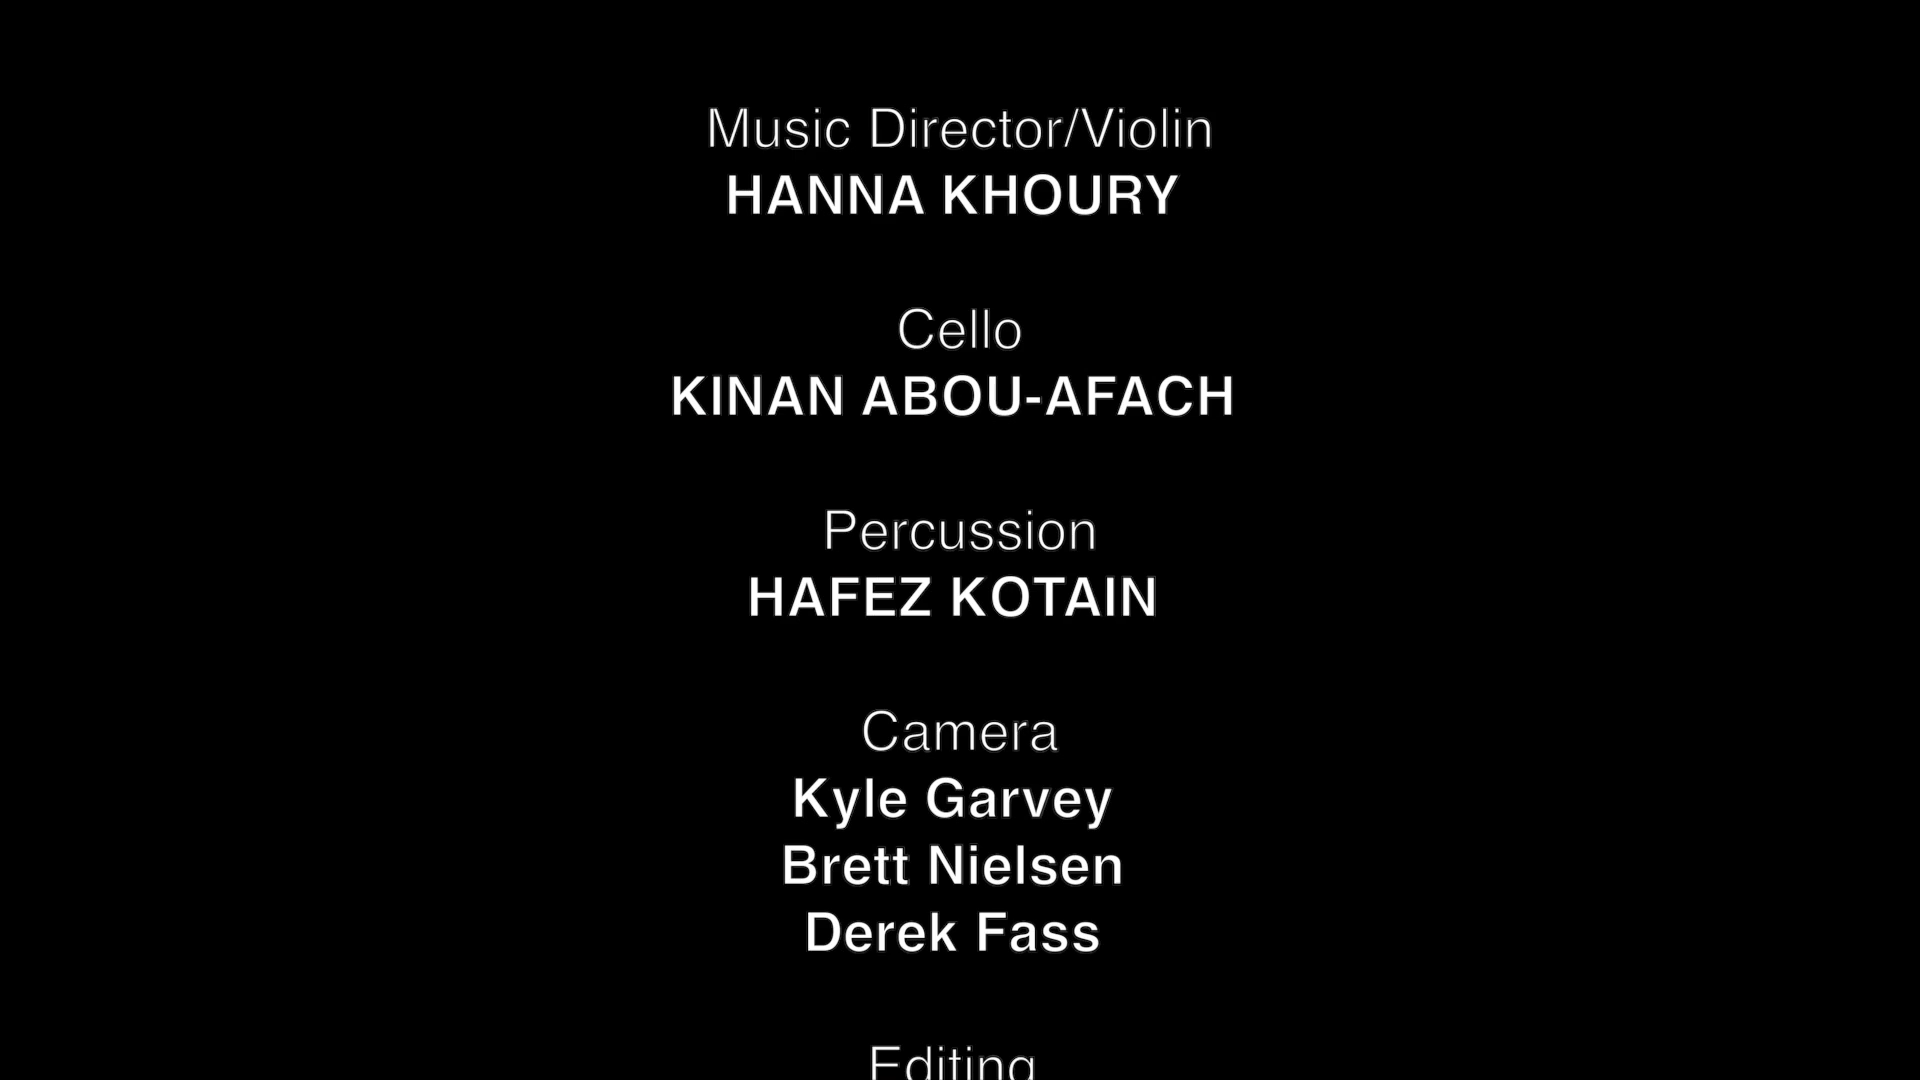 Music Director/Violin
HANNA KHOURY
Cello
KINAN ABOU-AFACH
Percussion
HAFEZ KOTAIN
Camera
Kyle Garvey
Brett Nielsen
Derek Fass
Editing